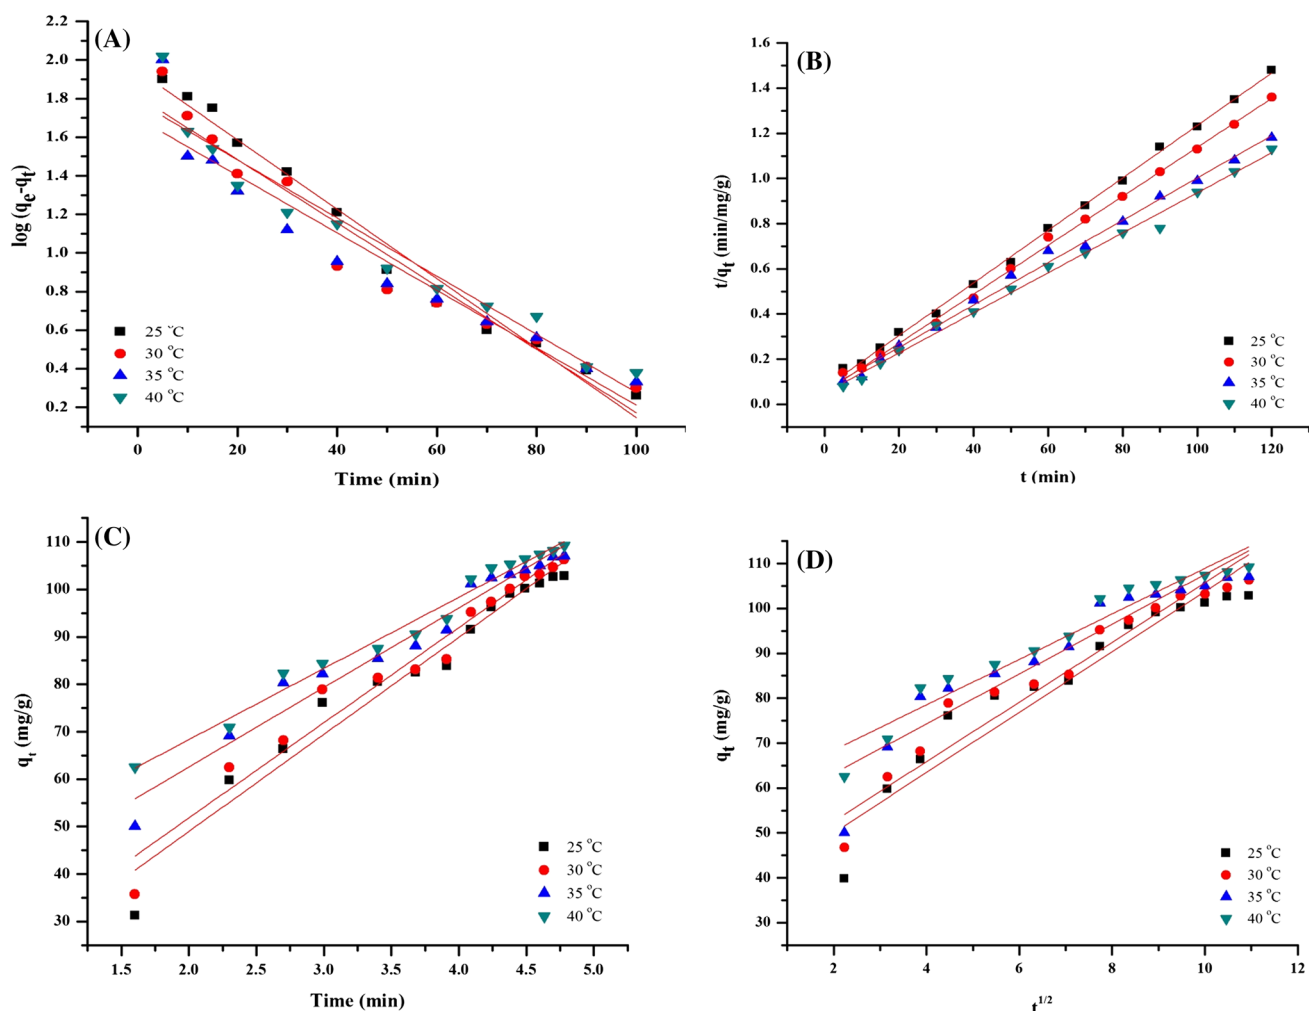 (A)
2.2
2.0
1.8
1.6
1.4
1.2
1.0
0.8
0.6
0.4
0.2
log (qe-qt)
25 °C
30 °C
35 °C
40 °C
0
20
40
60
80
100
Time (min)
(B)
1.6
1.4
1.2
1.0
0.8
0.6
0.4
0.2
0.0
t/qt (min/mg/g)
25 °C
30 °C
35 °C
40 °C
0
20
40
60
80
100
120
t (min)
(C)
110
100
90
80
70
60
50
40
30
qt (mg/g)
25 °C
30 °C
35 °C
40 °C
1.5
2.0
2.5
3.0
3.5
4.0
4.5
5.0
Time (min)
(D)
110
100
90
80
70
60
50
40
30
qt (mg/g)
25 °C
30 °C
35 °C
40 °C
2
4
6
8
10
12
t1/2